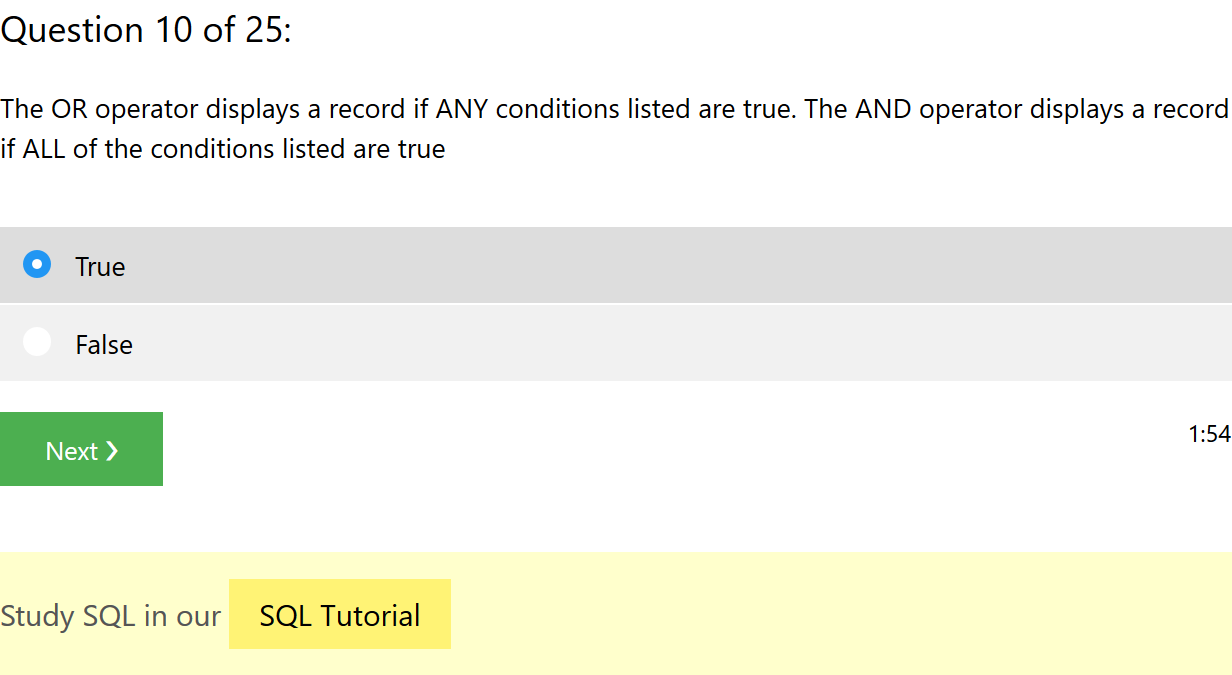 Question 10 of 25:
The OR operator displays a record if ANY conditions listed are true. The AND operator displays a record
if ALL of the conditions listed are true
True
False
Next ❯
1:54
Study SQL in our SQL Tutorial